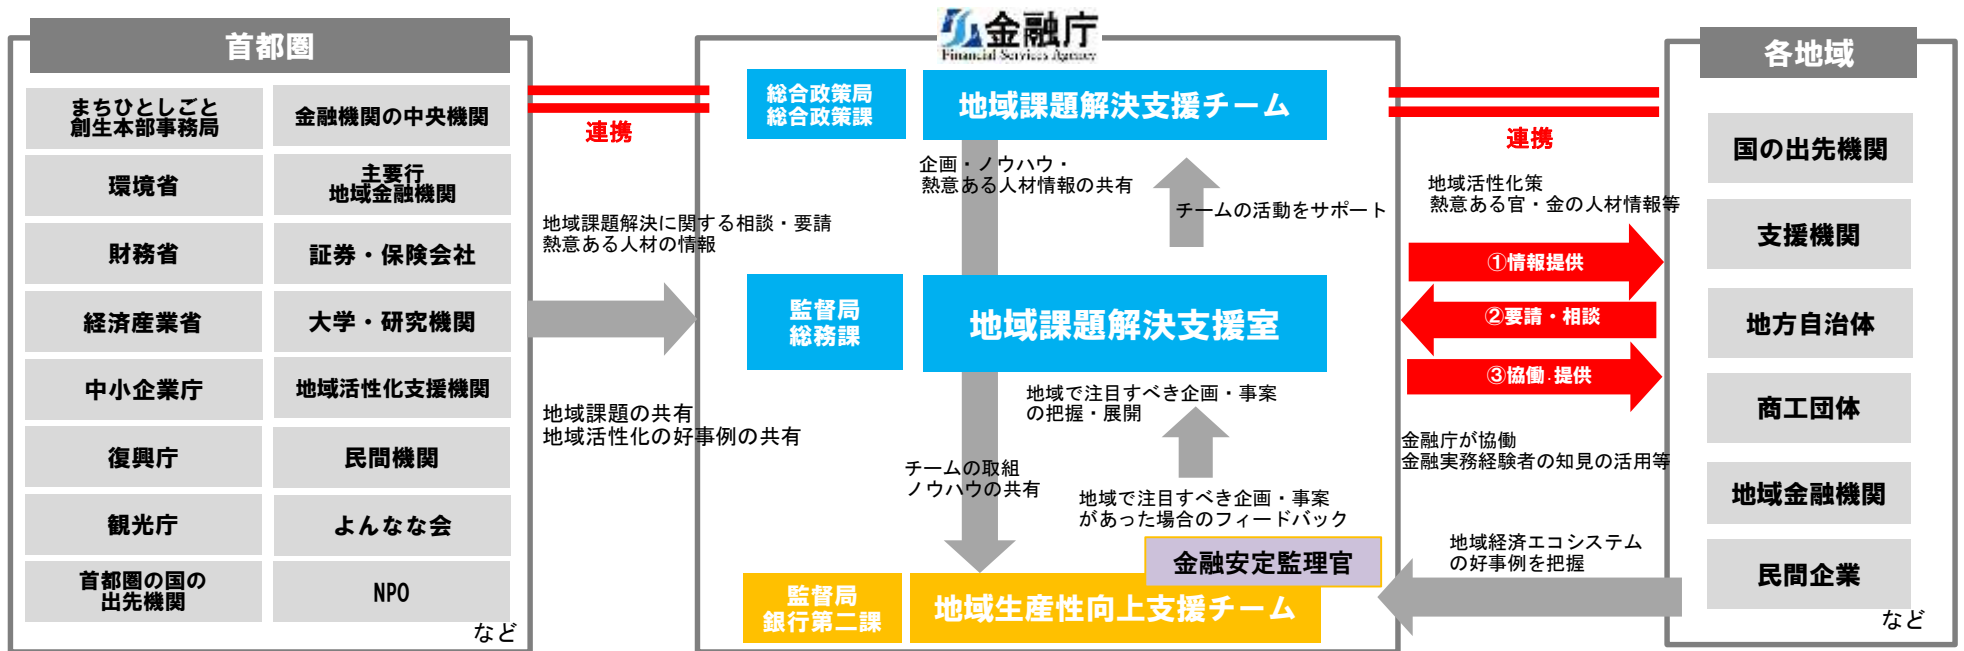 首都圏
まちひとしごと
創生本部事務局
金融機関の中央機関
環境省
主要行
地域金融機関
財務省
証券・保険会社
経済産業省
大学・研究機関
中小企業庁
地域活性化支援機関
復興庁
民間機関
観光庁
よんなな会
首都圏の国の
出先機関
NPO
など
連携
地域課題解決に関する相談・要請
熱意ある人材の情報
地域課題の共有
地域活性化の好事例の共有
金融庁
Financial Services Agency
総合政策局
総合政策課
地域課題解決支援チーム
企画・ノウハウ・
熱意ある人材情報の共有
チームの活動をサポート
監督局
総務課
地域課題解決支援室
地域で注目すべき企画・事案
の把握・展開
チームの取組
ノウハウの共有
地域で注目すべき企画・事案
があった場合のフィードバック
金融安定監理官
監督局
銀行第二課
地域生産性向上支援チーム
連携
地域活性化策
熱意ある官・金の人材情報等
①情報提供
②要請・相談
③協働・提供
金融庁が協働
金融実務経験者の知見の活用等
地域経済エコシステム
の好事例を把握
各地域
国の出先機関
支援機関
地方自治体
商工団体
地域金融機関
民間企業
など